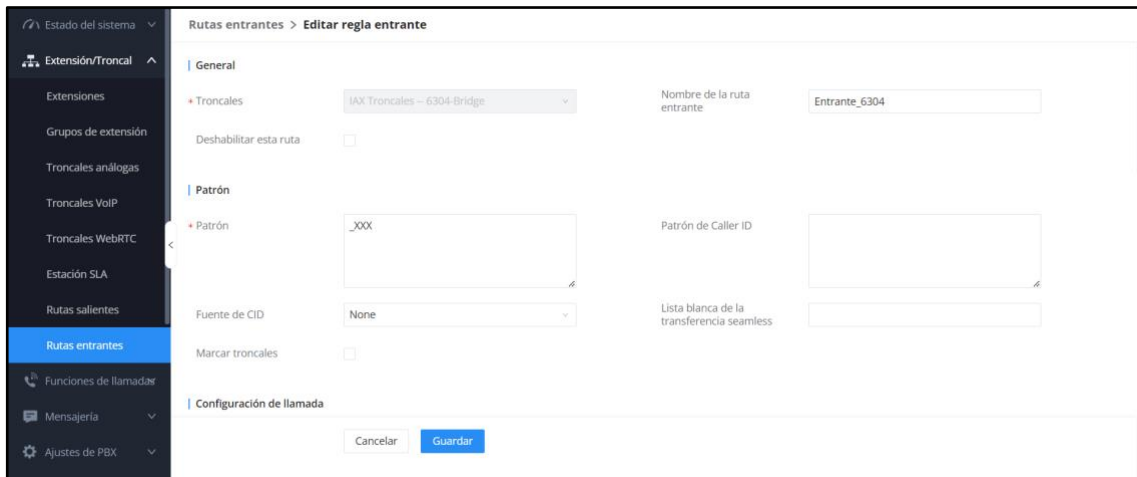 Estado del sistema
Extensión/Troncal
Extensiones
Grupos de extensión
Troncales análogas
Troncales VoIP
Troncales WebRTC
Estación SLA
Rutas salientes
Rutas entrantes
Funciones de llamadas
Mensajería
Ajustes de PBX
Rutas entrantes > Editar regla entrante
General
* Troncales
IAX Troncales -- 6304-Bridge
Nombre de la ruta
entrante
Entrante_6304
Deshabilitar esta ruta
Patrón
* Patrón
_XXX
Patrón de Caller ID
Fuente de CID
None
Lista blanca de la
transferencia seamless
Marcar troncales
Configuración de llamada
Cancelar
Guardar